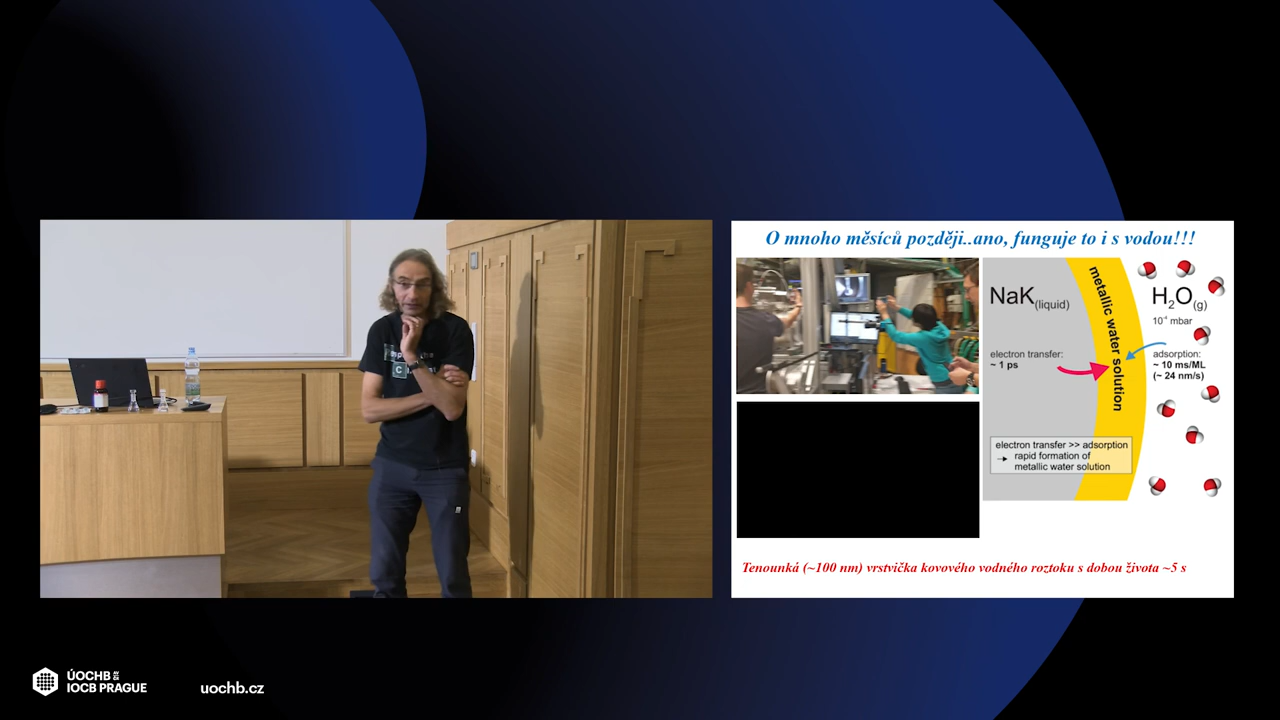 O mnoho měsíců později..ano, funguje to i s vodou!!!
NaK(liquid)
metallic water solution
H2O(g)
10⁻⁴ mbar
electron transfer:
~ 1 ps
adsorption:
~ 10 ms/ML
(~ 24 nm/s)
electron transfer >> adsorption
→ rapid formation of
metallic water solution
Tenounká (~100 nm) vrstvička kovového vodného roztoku s dobou života ~5 s
ÚOCHB
IOCB PRAGUE
uochb.cz